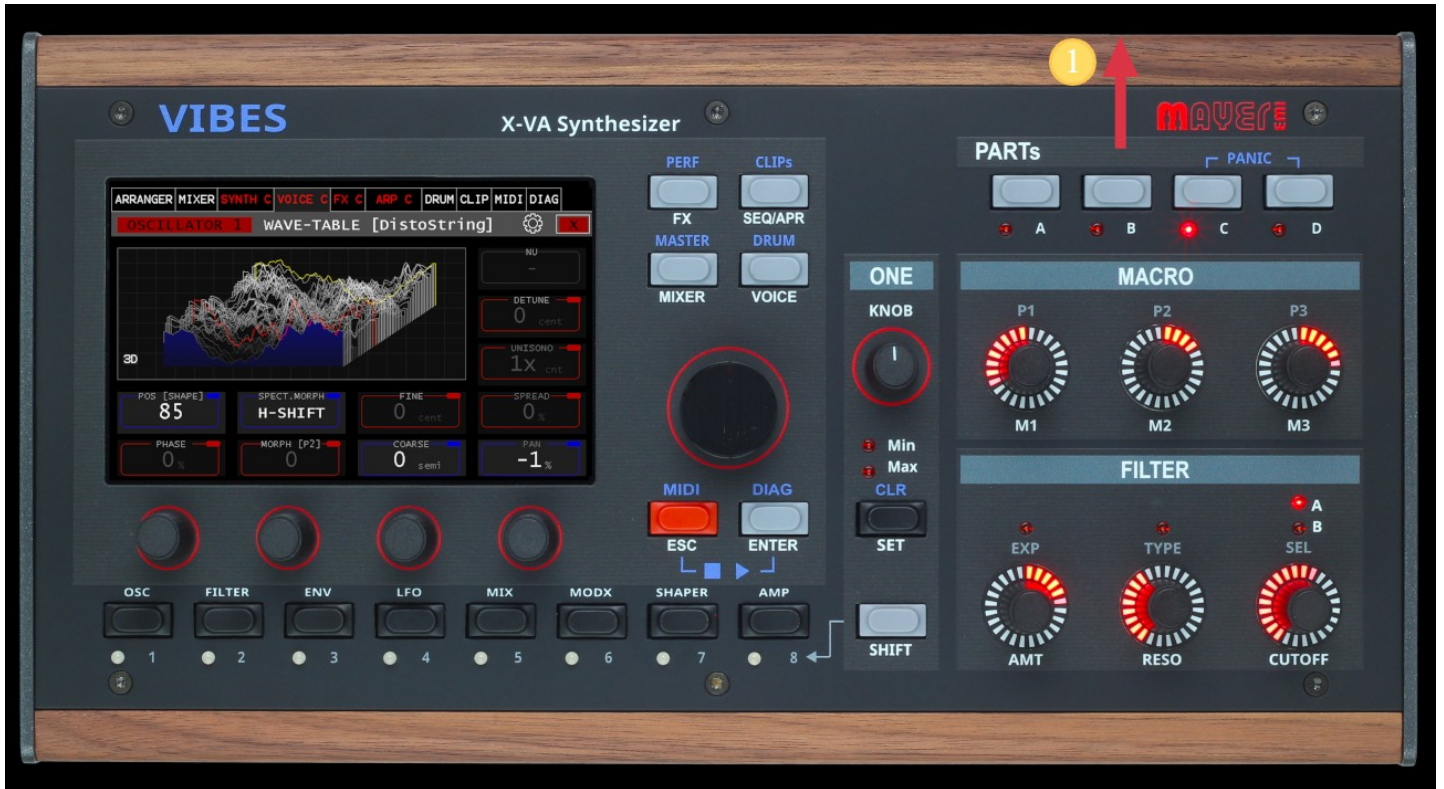 1
VIBES
X-VA Synthesizer
MAYER EMI
PERF CLIPs
FX SEQ/APR
MASTER DRUM
MIXER VOICE
ARRANGER MIXER SYNTH C VOICE C FX C ARP C DRUM CLIP MIDI DIAG
OSCILLATOR 1 WAVE-TABLE [DistoString] X
3D
NU
-
DETUNE
0 cent
UNISONO
1x cnt
POS [SHAPE] SPECT.MORPH FINE SPREAD
85 H-SHIFT 0 cent 0 %
PHASE MORPH [P2] COARSE PAN
0 % 0 0 semi -1 %
MIDI DIAG
ESC ENTER
OSC FILTER ENV LFO MIX MODX SHAPER AMP
1 2 3 4 5 6 7 8
ONE
KNOB
Min
Max
CLR
SET
SHIFT
PARTs
PANIC
A B C D
MACRO
P1 P2 P3
M1 M2 M3
FILTER
A
B
EXP TYPE SEL
AMT RESO CUTOFF